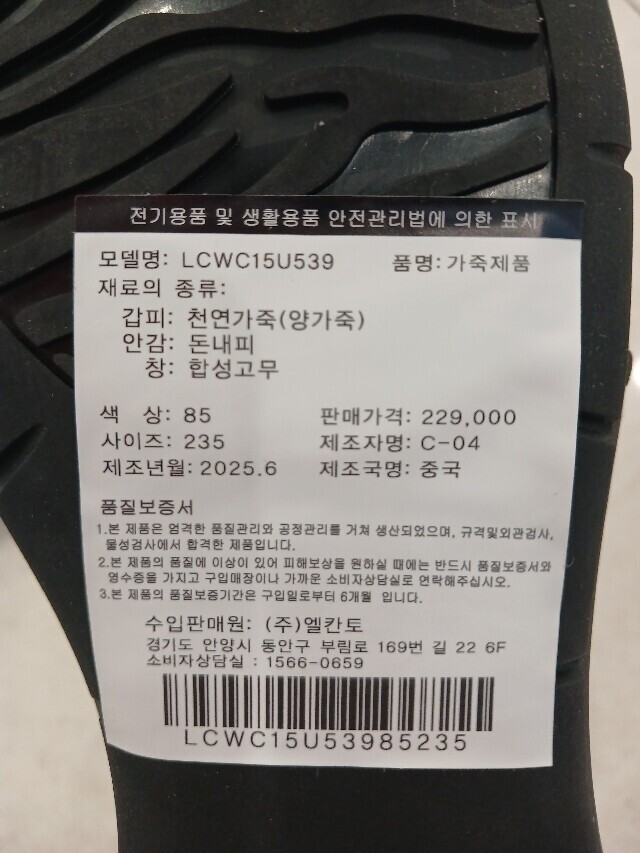 전기용품 및 생활용품 안전관리법에 의한 표시
모델명: LCWC15U539 품명: 가죽제품
재료의 종류:
갑피: 천연가죽(양가죽)
안감: 돈내피
창: 합성고무
색 상: 85 판매가격: 229,000
사이즈: 235 제조자명: C-04
제조년월: 2025.6 제조국명: 중국
품질보증서
1.본 제품은 엄격한 품질관리와 공정관리를 거쳐 생산되었으며, 규격및외관검사,
물성검사에서 합격한 제품입니다.
2.본 제품의 품질에 이상이 있어 피해보상을 원하실 때에는 반드시 품질보증서와
영수증을 가지고 구입매장이나 가까운 소비자상담실로 연락해주십시오.
3.본 제품의 품질보증기간은 구입일로부터 6개월 입니다.
수입판매원: (주)엘칸토
경기도 안양시 동안구 부림로 169번 길 22 6F
소비자상담실 : 1566-0659
LCWC15U53985235